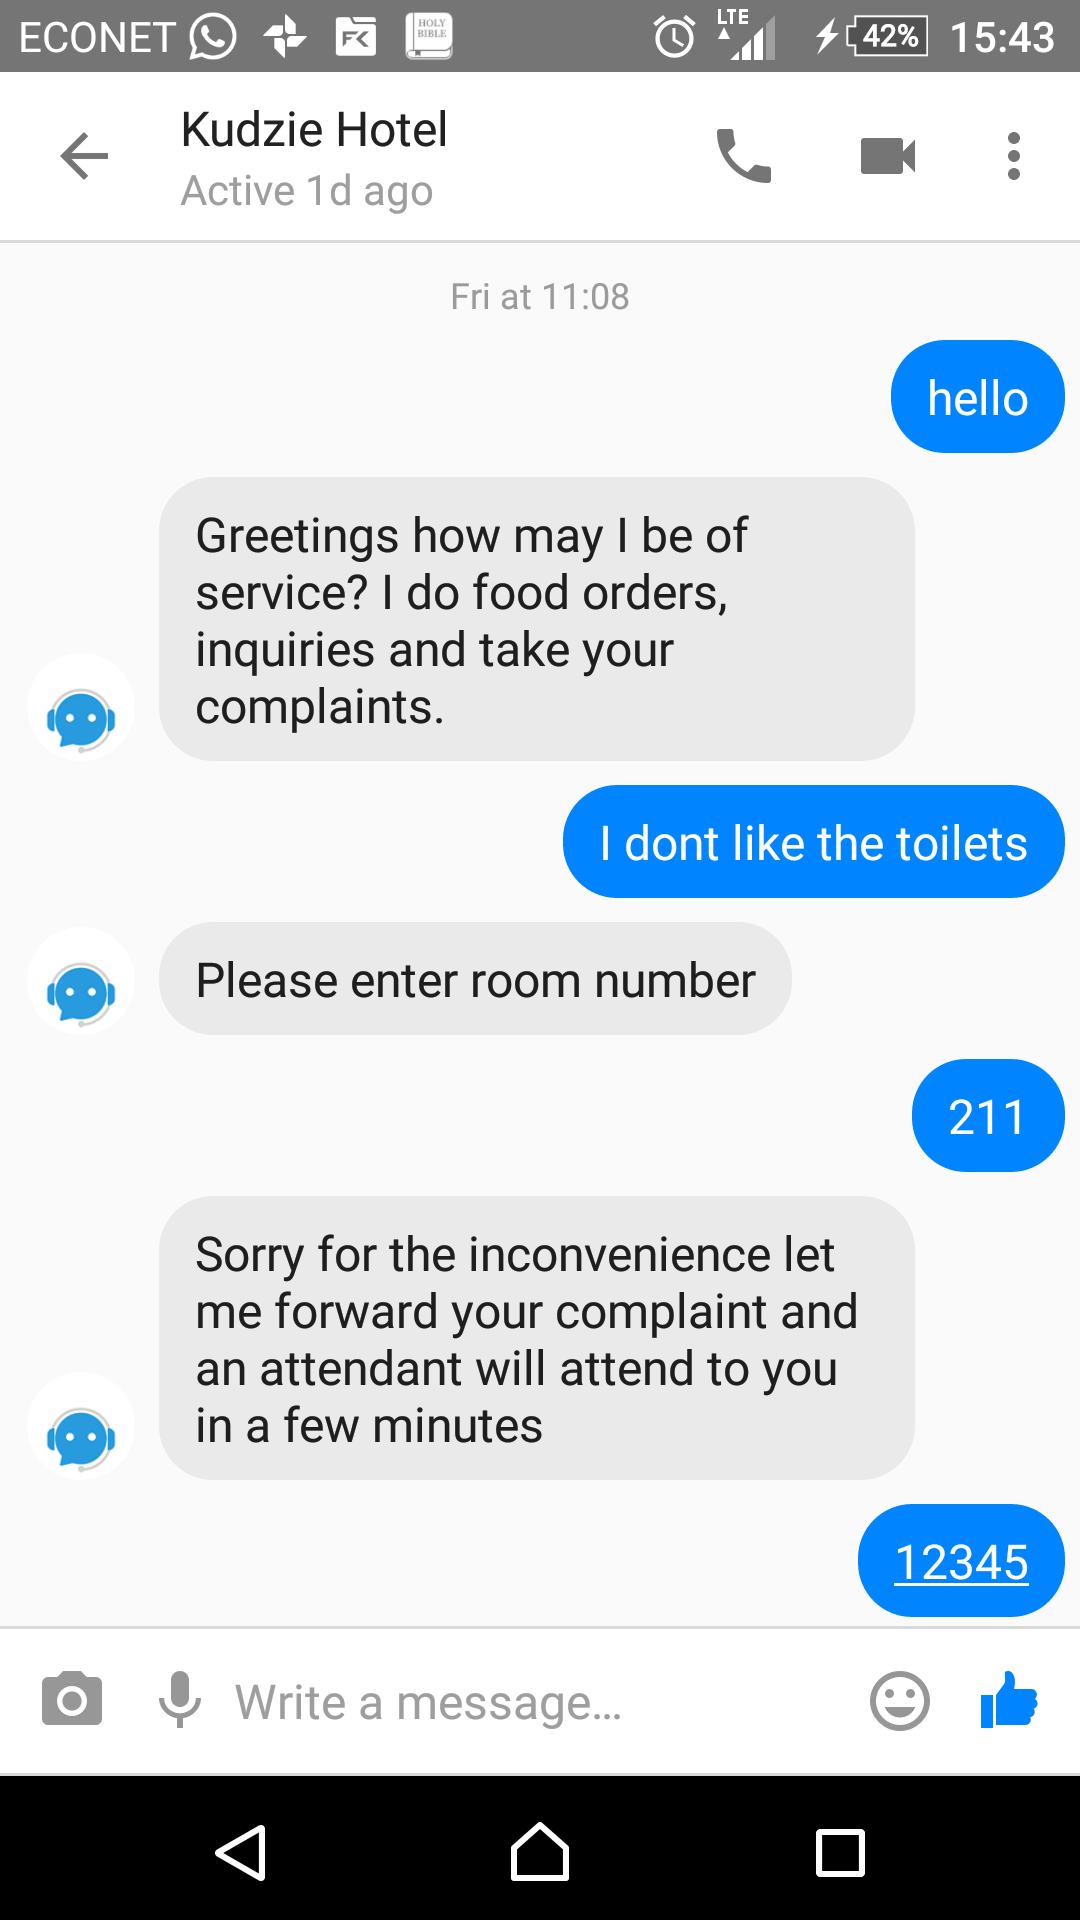 ECONET HOLY BIBLE LTE 42% 15:43
Kudzie Hotel
Active 1d ago
Fri at 11:08
hello
Greetings how may I be of
service? I do food orders,
inquiries and take your
complaints.
I dont like the toilets
Please enter room number
211
Sorry for the inconvenience let
me forward your complaint and
an attendant will attend to you
in a few minutes
12345
Write a message...